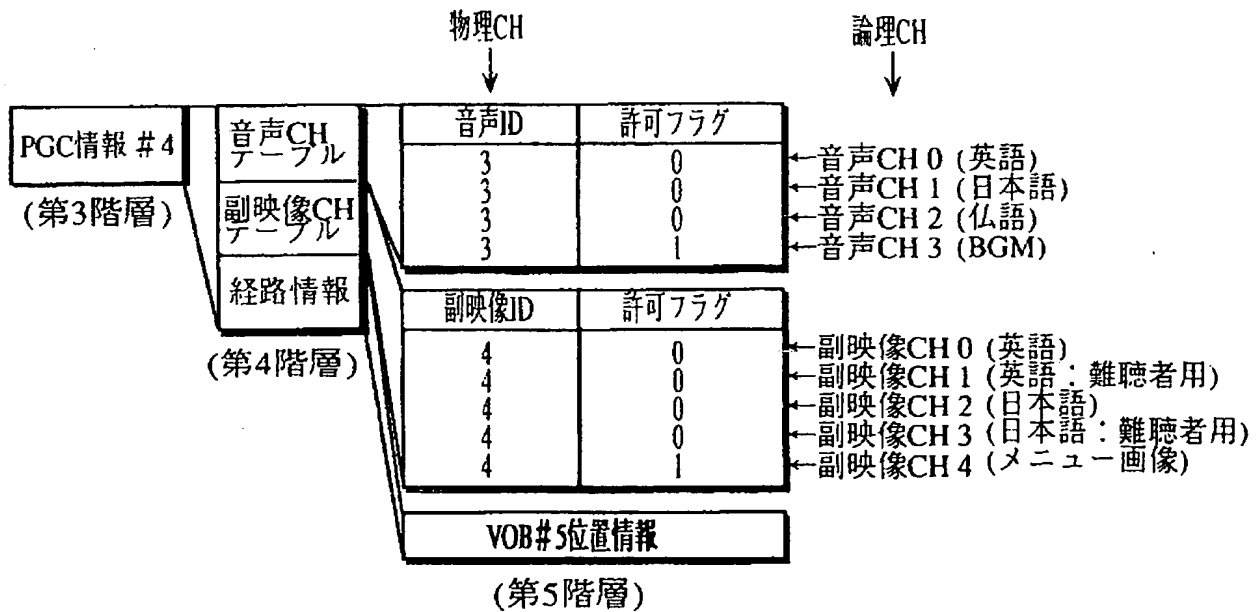 物理CH
論理CH
PGC情報 #4
(第3階層)
音声CH
テーブル
副映像CH
テーブル
経路情報
(第4階層)
音声ID 許可フラグ
3 0 ←音声CH 0 (英語)
3 0 ←音声CH 1 (日本語)
3 0 ←音声CH 2 (仏語)
3 1 ←音声CH 3 (BGM)
副映像ID 許可フラグ
4 0 ←副映像CH 0 (英語)
4 0 ←副映像CH 1 (英語：難聴者用)
4 0 ←副映像CH 2 (日本語)
4 0 ←副映像CH 3 (日本語：難聴者用)
4 1 ←副映像CH 4 (メニュー画像)
VOB#5位置情報
(第5階層)